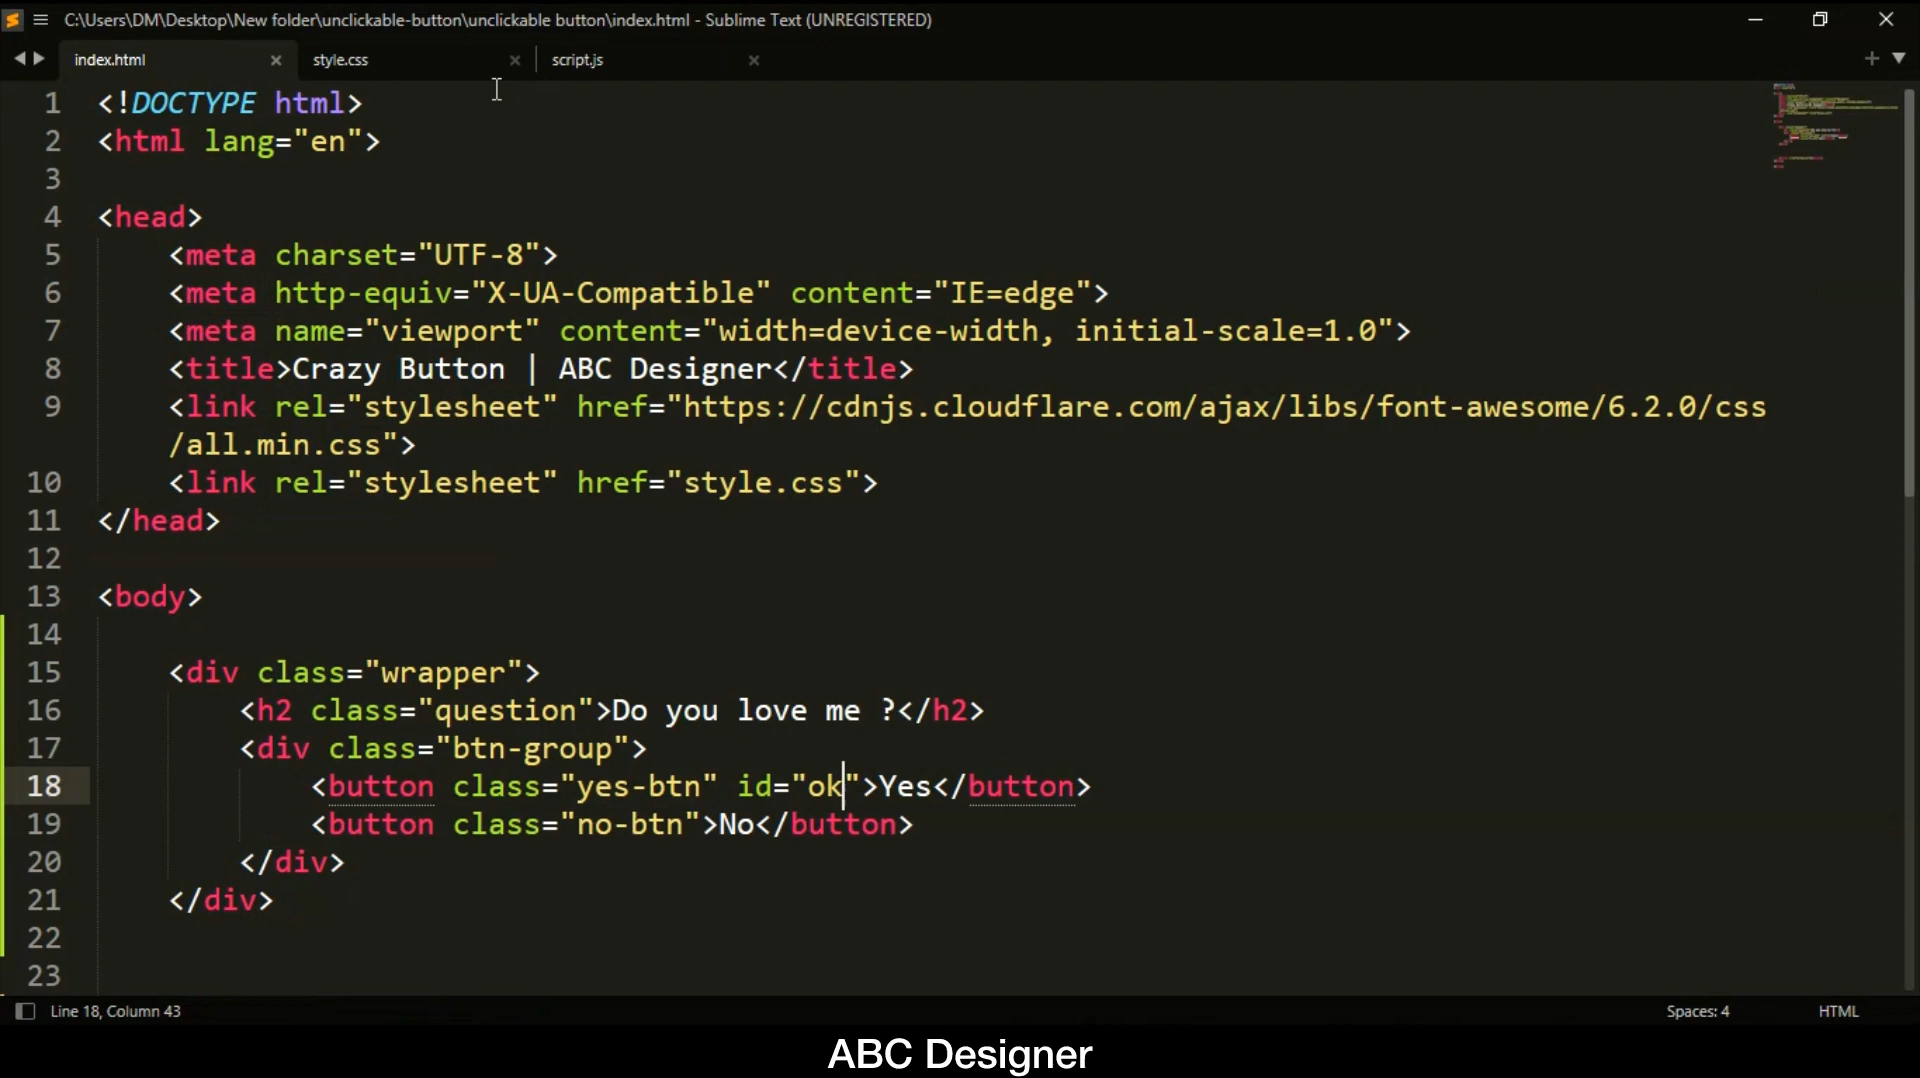 C:\Users\DM\Desktop\New folder\unclickable-button\unclickable button\index.html - Sublime Text (UNREGISTERED)
index.html × style.css × script.js ×
1 <!DOCTYPE html>
2 <html lang="en">
3
4 <head>
5 <meta charset="UTF-8">
6 <meta http-equiv="X-UA-Compatible" content="IE=edge">
7 <meta name="viewport" content="width=device-width, initial-scale=1.0">
8 <title>Crazy Button | ABC Designer</title>
9 <link rel="stylesheet" href="https://cdnjs.cloudflare.com/ajax/libs/font-awesome/6.2.0/css
/all.min.css">
10 <link rel="stylesheet" href="style.css">
11 </head>
12
13 <body>
14
15 <div class="wrapper">
16 <h2 class="question">Do you love me ?</h2>
17 <div class="btn-group">
18 <button class="yes-btn" id="ok">Yes</button>
19 <button class="no-btn">No</button>
20 </div>
21 </div>
22
23
Line 18, Column 43 Spaces: 4 HTML
ABC Designer